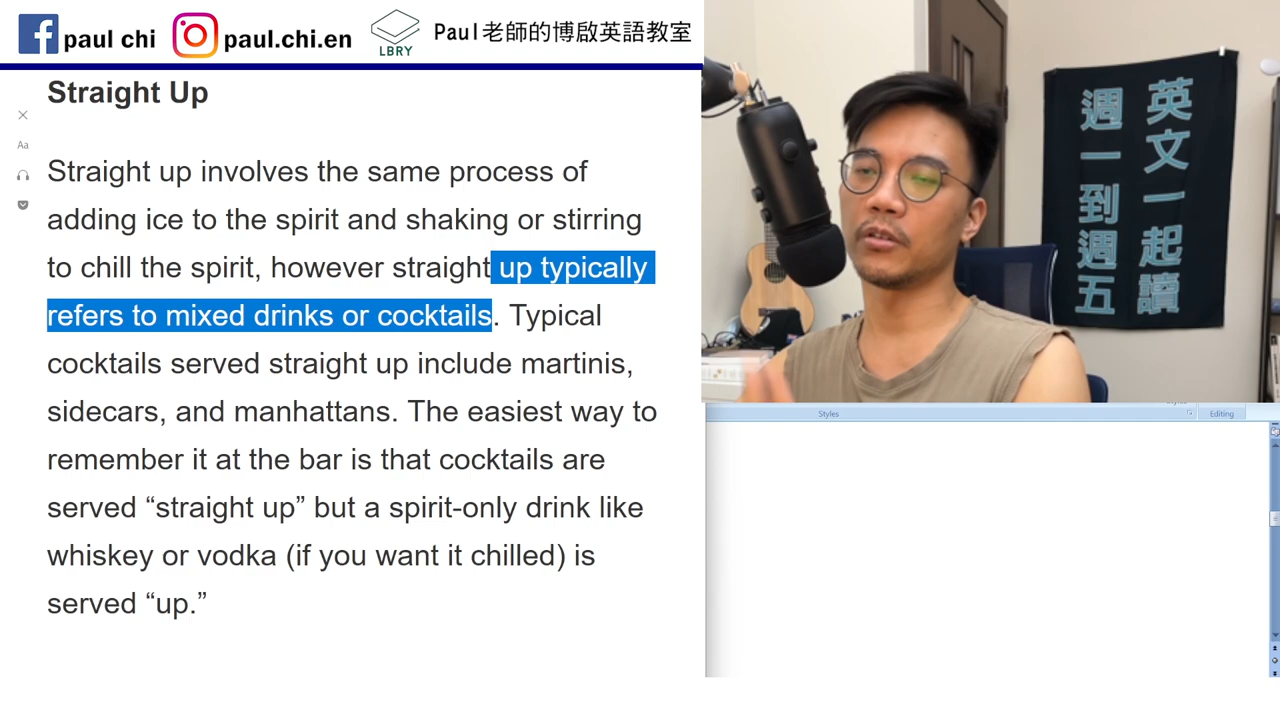 paul chi
paul.chi.en
LBRY
Paul老師的博啟英語教室
Straight Up
Aa
Straight up involves the same process of
adding ice to the spirit and shaking or stirring
to chill the spirit, however straight up typically
refers to mixed drinks or cocktails. Typical
cocktails served straight up include martinis,
sidecars, and manhattans. The easiest way to
remember it at the bar is that cocktails are
served “straight up” but a spirit-only drink like
whiskey or vodka (if you want it chilled) is
served “up.”
英文一起讀
週一到週五
Styles
Editing